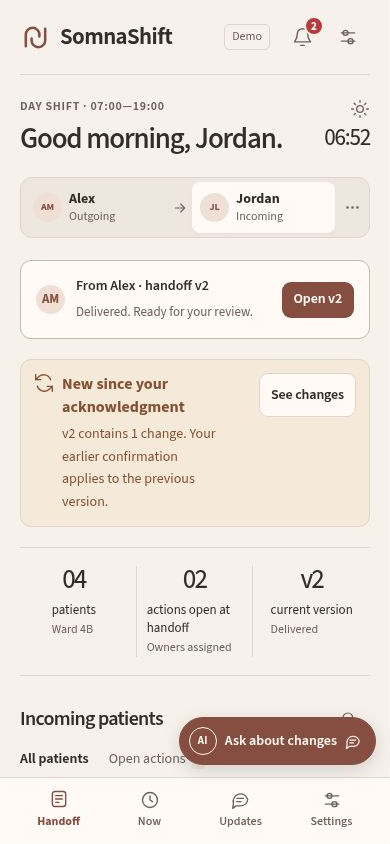 SomnaShift
Demo
2
DAY SHIFT · 07:00—19:00
Good morning, Jordan.
06:52
AM
Alex
Outgoing
JL
Jordan
Incoming
AM
From Alex · handoff v2
Delivered. Ready for your review.
Open v2
New since your
acknowledgment
v2 contains 1 change. Your
earlier confirmation
applies to the previous
version.
See changes
04
patients
Ward 4B
02
actions open at
handoff
Owners assigned
v2
current version
Delivered
Incoming patients
AI
Ask about changes
All patients
Open actions
Handoff
Now
Updates
Settings